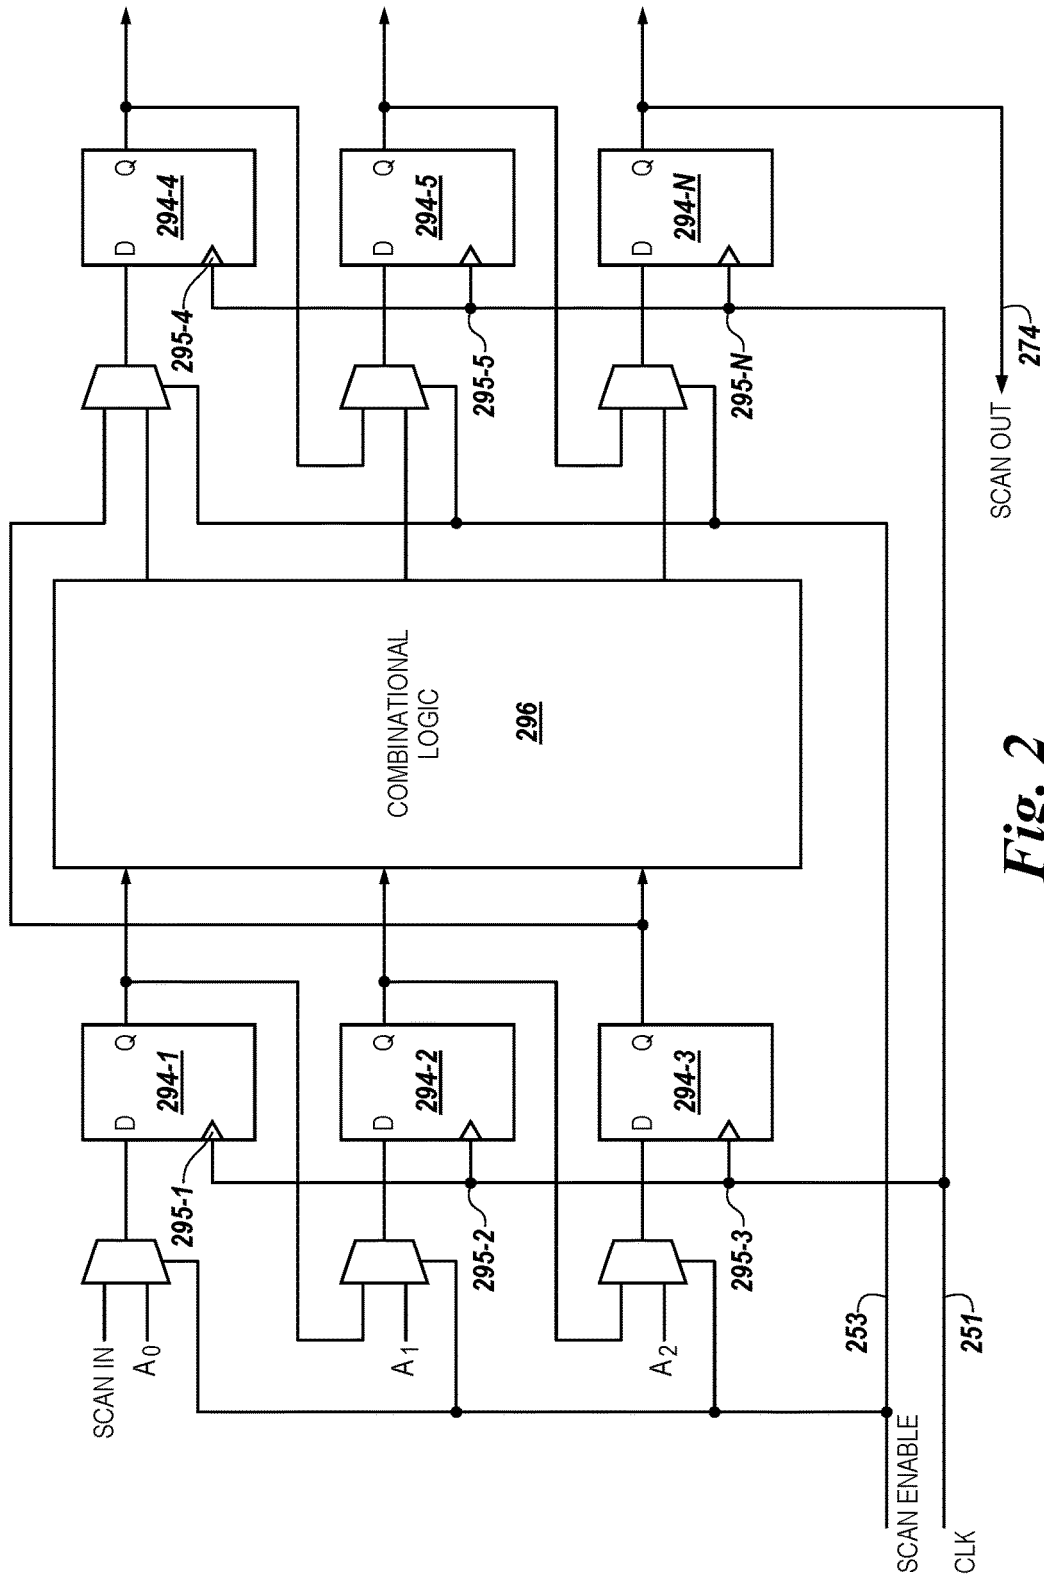 SCAN IN
A0
D
Q
294-1
295-1
A1
D
Q
294-2
295-2
A2
D
Q
294-3
295-3
COMBINATIONAL
LOGIC
296
D
Q
294-4
295-4
D
Q
294-5
295-5
D
Q
294-N
295-N
SCAN ENABLE
253
CLK
251
SCAN OUT
274
Fig. 2